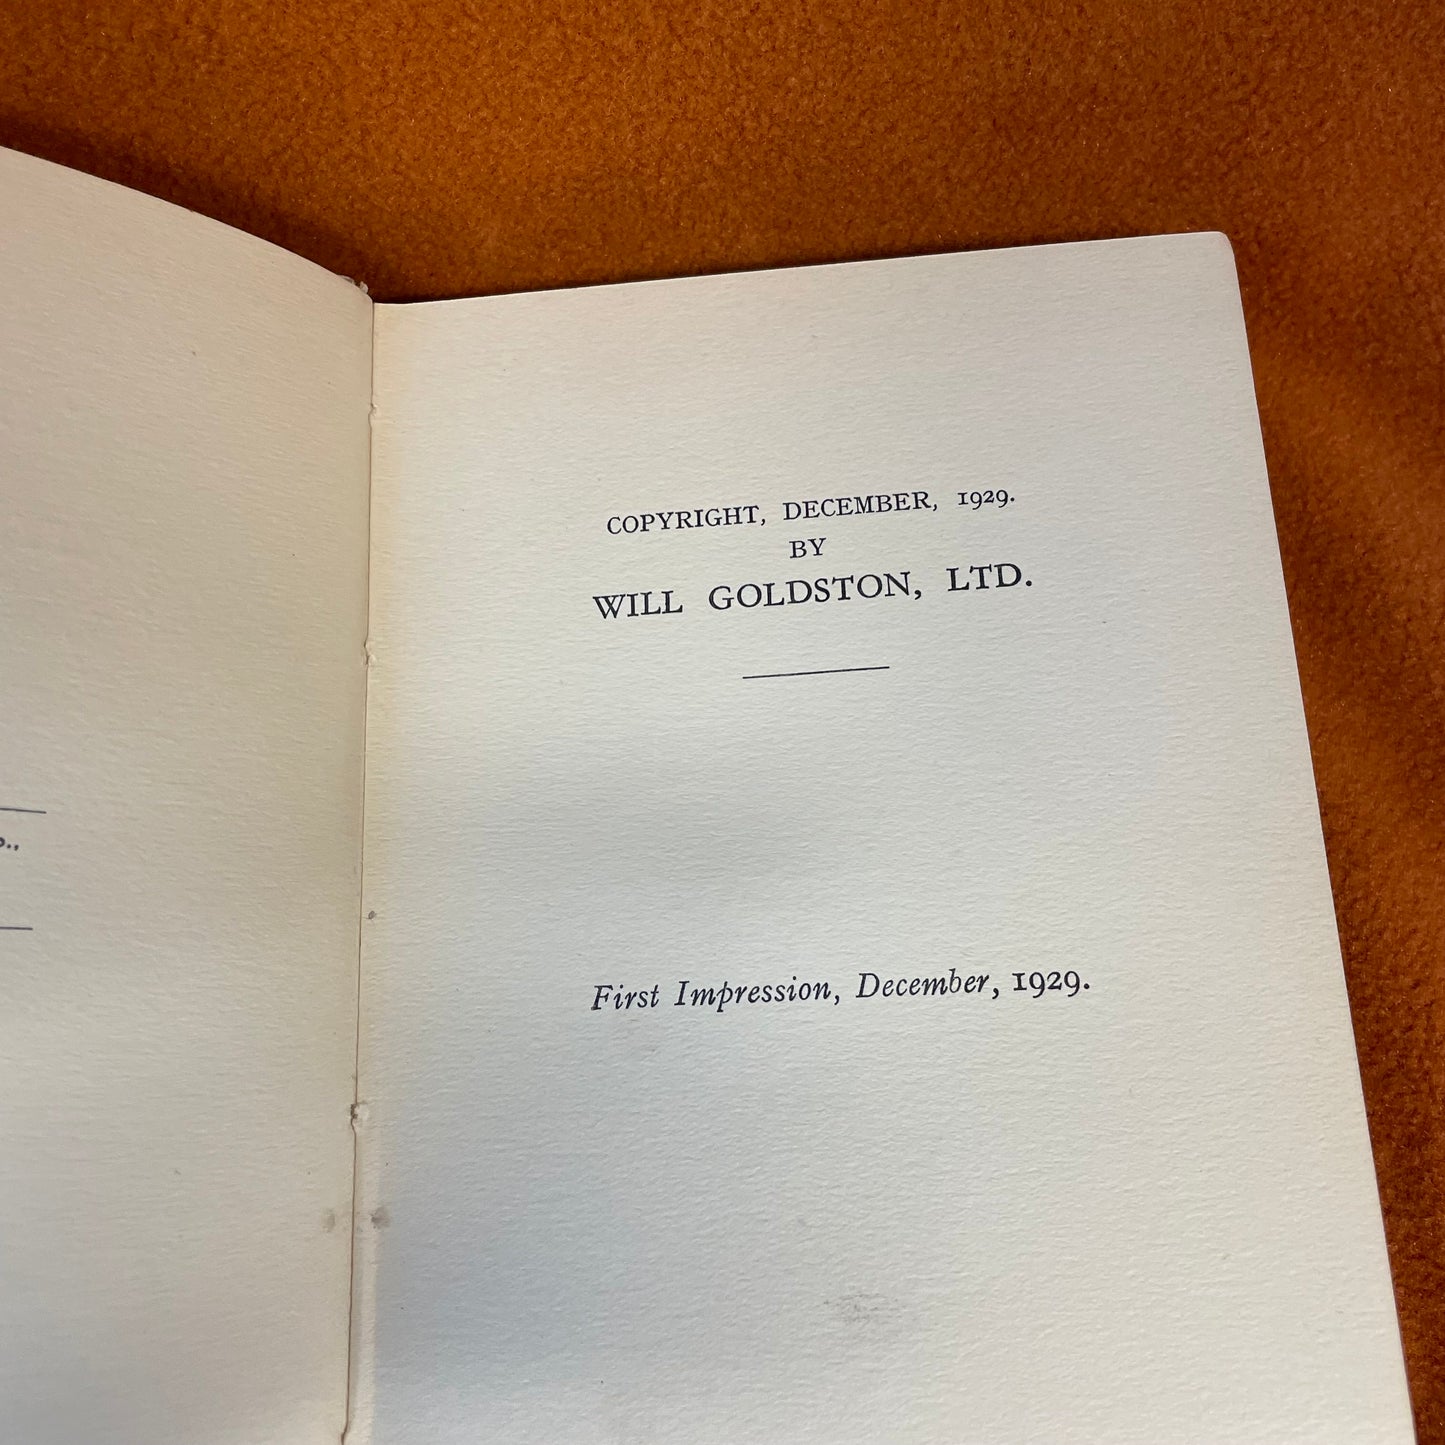 COPYRIGHT, DECEMBER, 1929.
BY
WILL GOLDSTON, LTD.
First Impression, December, 1929.